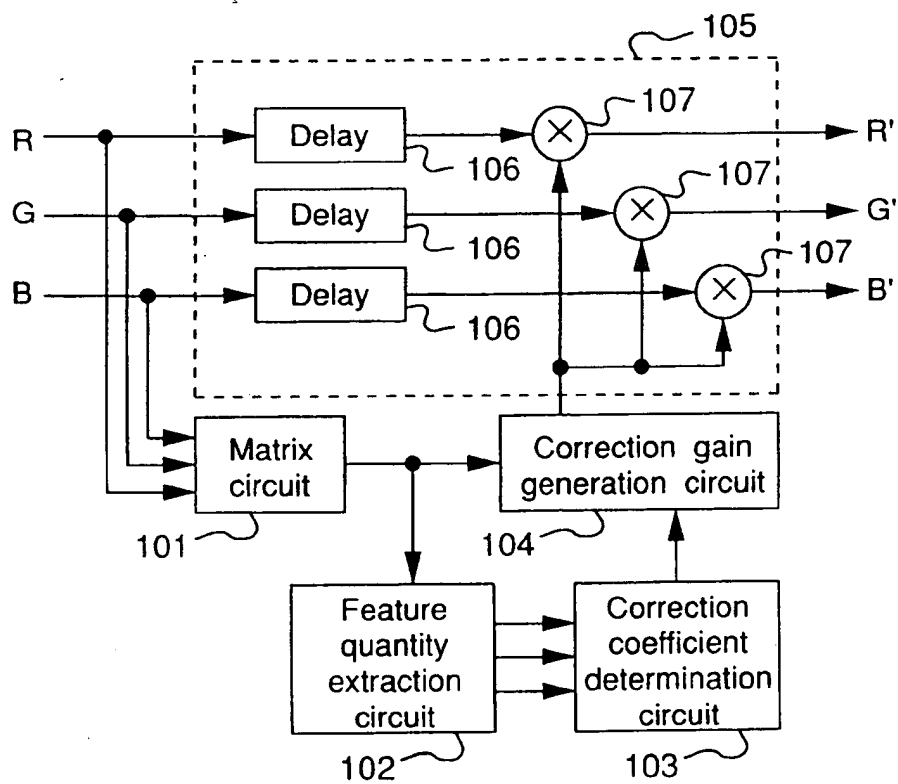 105
107
R
Delay
R'
106
107
G
Delay
G'
106
107
B
Delay
B'
106
Matrix
circuit
101
Correction gain
generation circuit
104
Feature
quantity
extraction
circuit
102
Correction
coefficient
determination
circuit
103